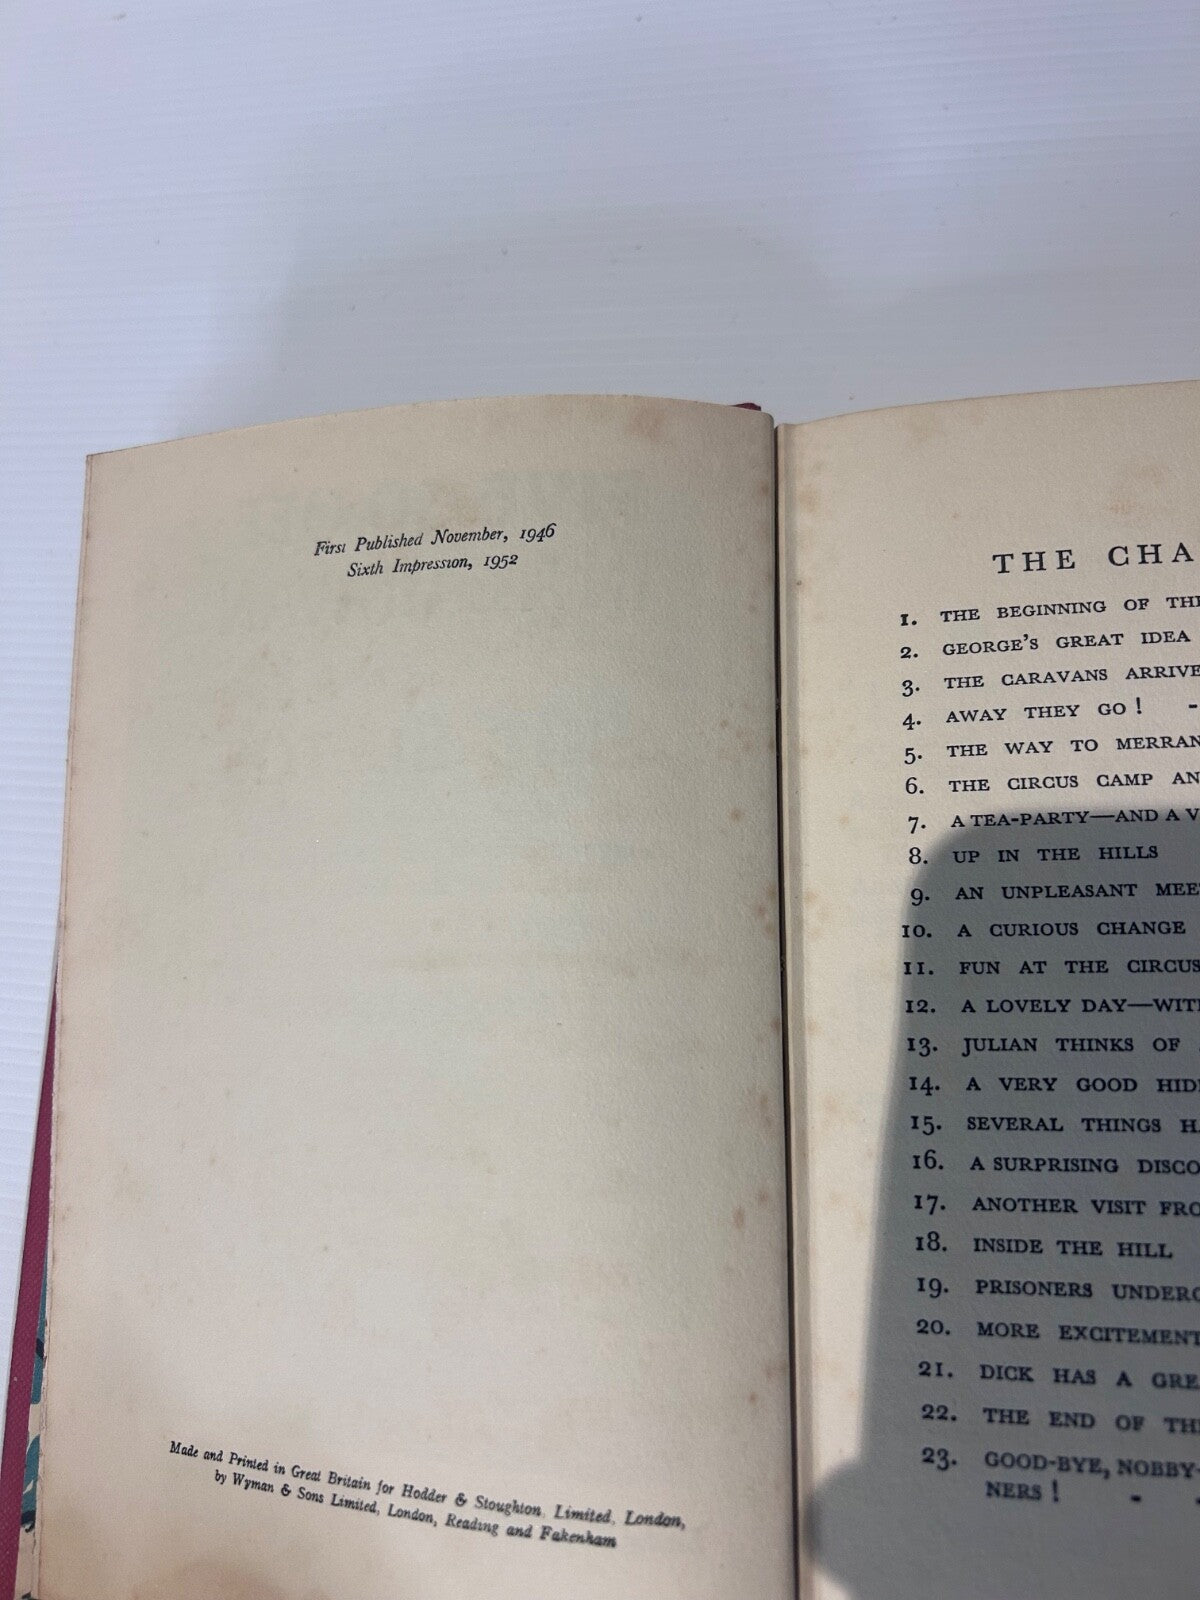 First Published November, 1946
Sixth Impression, 1952
Made and Printed in Great Britain for Hodder & Stoughton, Limited, London,
by Wyman & Sons Limited, London, Reading and Fakenham
THE CHA
1. THE BEGINNING OF THE
2. GEORGE'S GREAT IDEA
3. THE CARAVANS ARRIVE
4. AWAY THEY GO! -
5. THE WAY TO MERRAN
6. THE CIRCUS CAMP AN
7. A TEA-PARTY—AND A V
8. UP IN THE HILLS
9. AN UNPLEASANT MEE
10. A CURIOUS CHANGE
11. FUN AT THE CIRCUS
12. A LOVELY DAY—WIT
13. JULIAN THINKS OF
14. A VERY GOOD HID
15. SEVERAL THINGS HA
16. A SURPRISING DISCO
17. ANOTHER VISIT FRO
18. INSIDE THE HILL
19. PRISONERS UNDERG
20. MORE EXCITEMENT
21. DICK HAS A GRE
22. THE END OF TH
23. GOOD-BYE, NOBBY-
NERS! - -